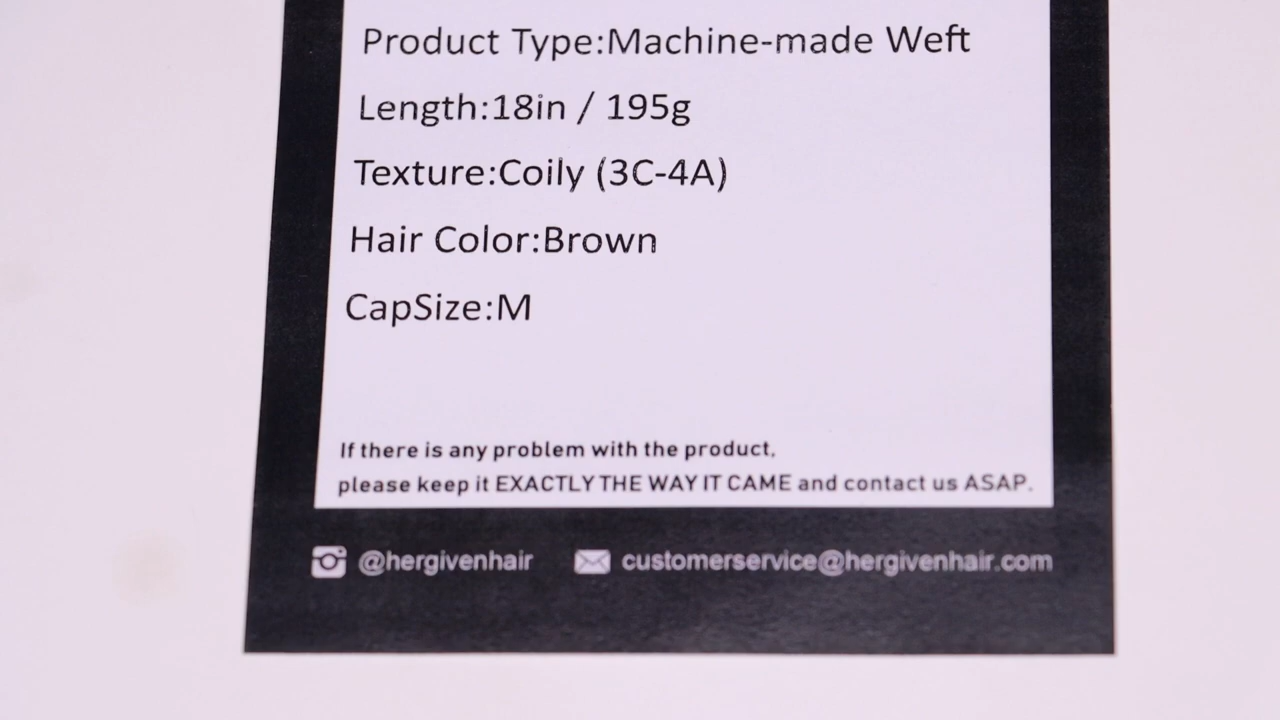 Product Type:Machine-made Weft
Length:18in / 195g
Texture:Coily (3C-4A)
Hair Color:Brown
CapSize:M
If there is any problem with the product,
please keep it EXACTLY THE WAY IT CAME and contact us ASAP.
@hergivenhair customerservice@hergivenhair.com